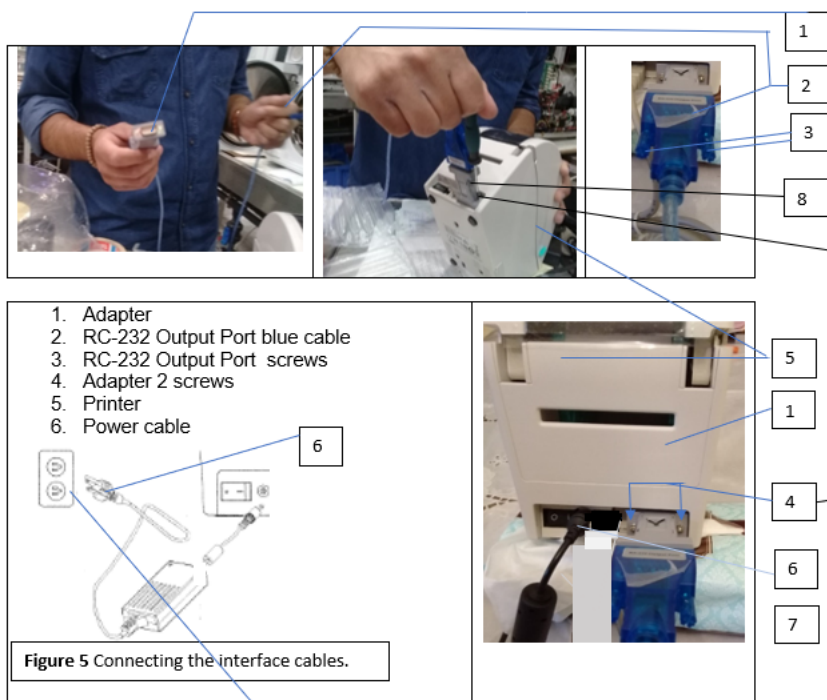 1
2
3
8
1. Adapter
2. RC-232 Output Port blue cable
3. RC-232 Output Port  screws
4. Adapter 2 screws
5. Printer
6. Power cable
6
5
1
4
6
7
Figure 5 Connecting the interface cables.